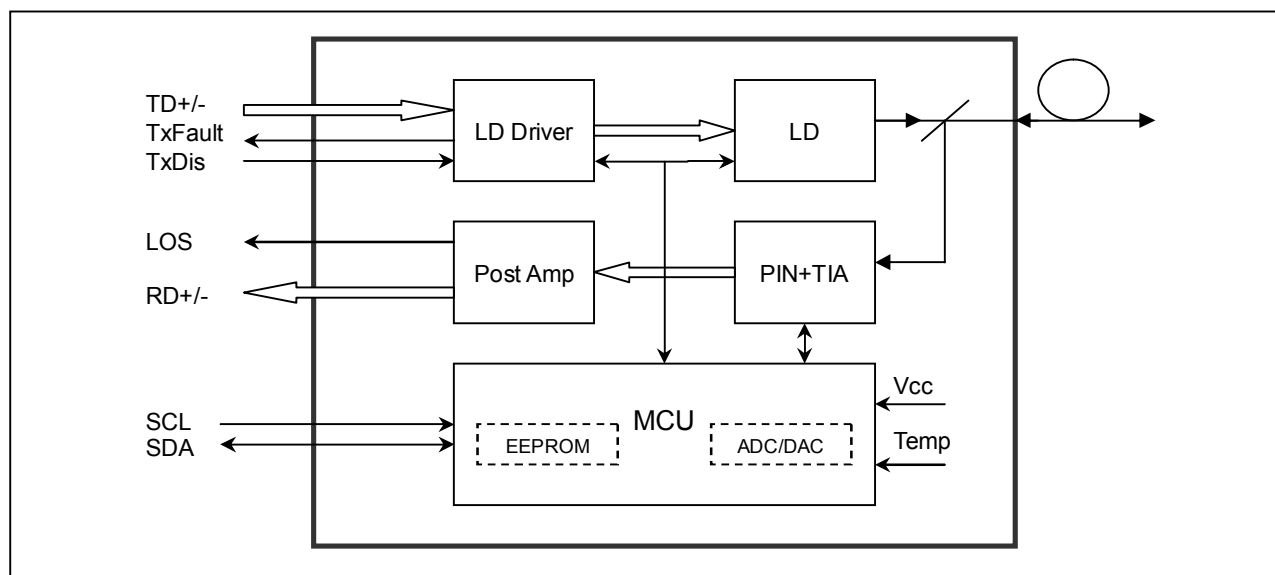 TD+/-
TxFault
TxDis
LD Driver
LD
LOS
RD+/-
Post Amp
PIN+TIA
SCL
SDA
MCU
EEPROM
ADC/DAC
Vcc
Temp